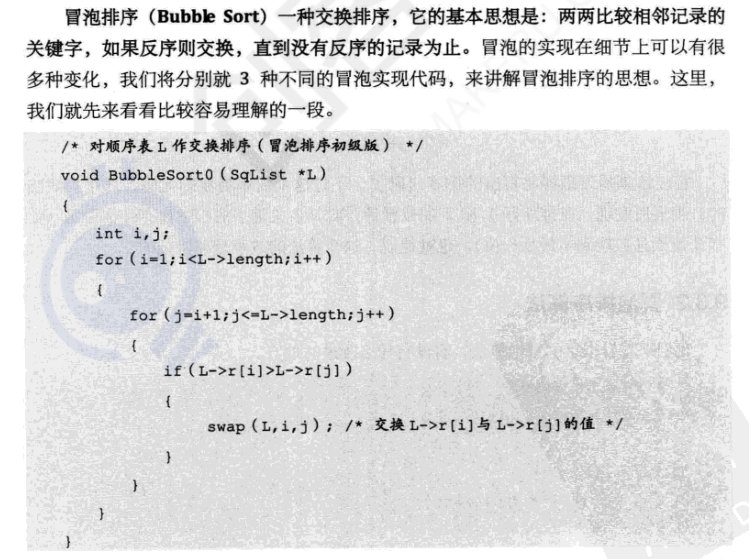 冒泡排序（Bubble Sort）一种交换排序，它的基本思想是：两两比较相邻记录的
关键字，如果反序则交换，直到没有反序的记录为止。冒泡的实现在细节上可以有很
多种变化，我们将分别就 3 种不同的冒泡实现代码，来讲解冒泡排序的思想。这里，
我们就先来看看比较容易理解的一段。
/* 对顺序表 L 作交换排序（冒泡排序初级版） */
void BubbleSort0 (SqList *L)
{
int i,j;
for (i=1;i<L->length;i++)
{
for (j=i+1;j<=L->length;j++)
{
if (L->r[i]>L->r[j])
{
swap (L,i,j); /* 交换 L->r[i]与 L->r[j]的值 */
}
}
}
}